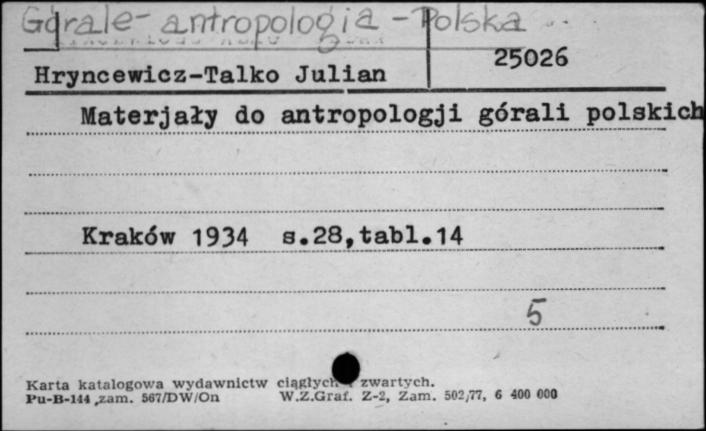 Górale - antropologia - Polska
25026
Hryncewicz-Talko Julian
Materjały do antropologji górali polskich
Kraków 1934 s.28,tabl.14
5
Karta katalogowa wydawnictw ciągłych i zwartych.
Pu-B-144 ,zam. 567/DW/On W.Z.Graf. Z-2, Zam. 502/77, 6 400 000